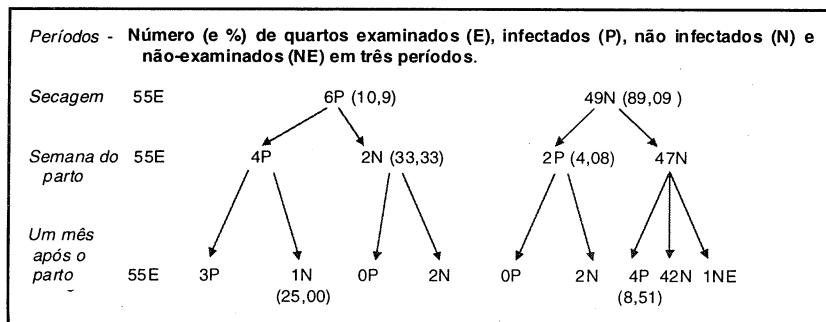 Períodos - Número (e %) de quartos examinados (E), infectados (P), não infectados (N) e
não-examinados (NE) em três períodos.
Secagem 55E 6P (10,9) 49N (89,09 )
Semana do parto 55E 4P 2N (33,33) 2P (4,08) 47N
Um mês
após o
parto 55E 3P 1N 0P 2N 0P 2N 4P 42N 1NE
(25,00) (8,51)